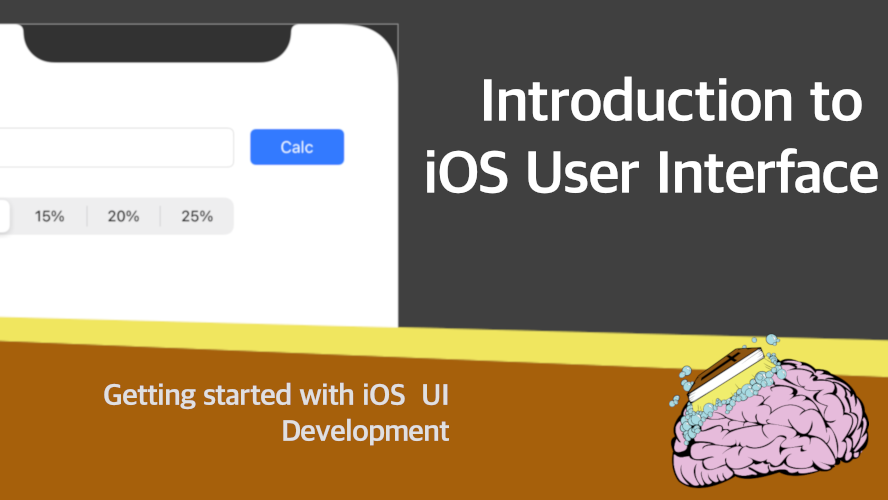 Introduction to
iOS User Interface
Calc
15%
20%
25%
Getting started with iOS  UI
Development